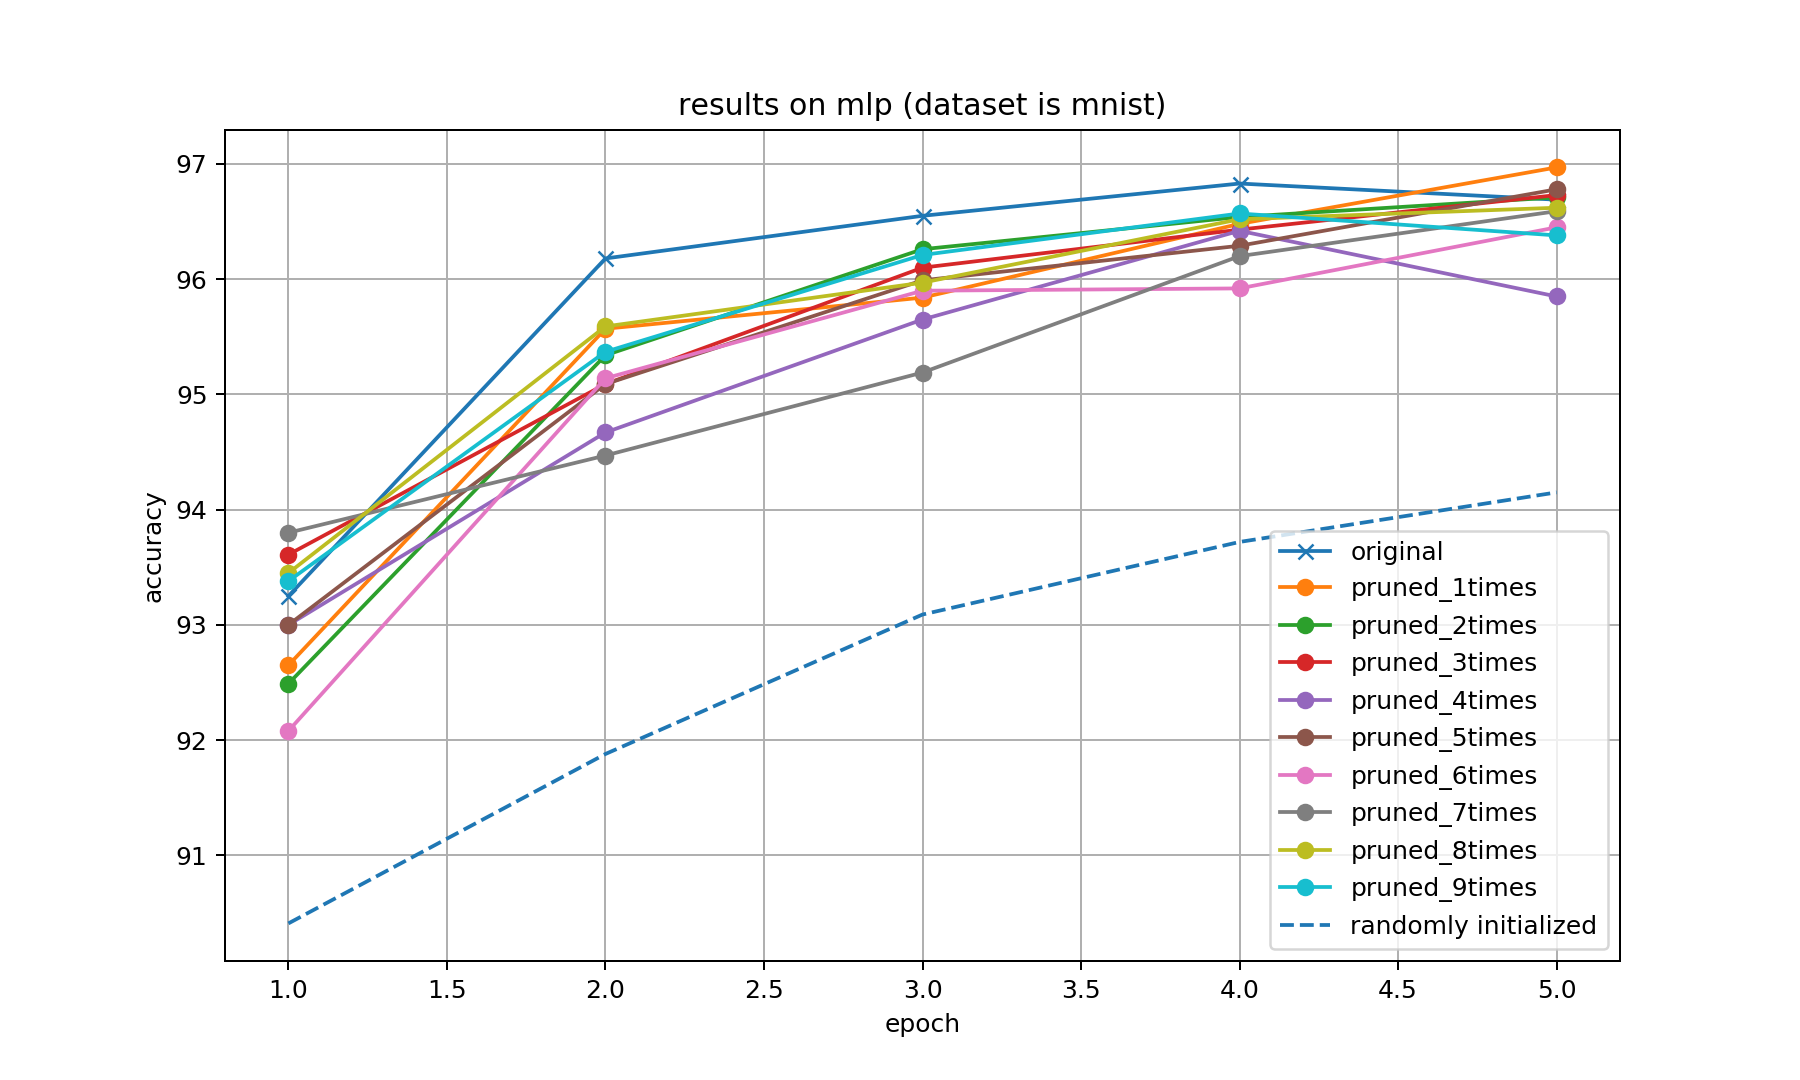 results on mlp (dataset is mnist)
97
96
95
94
93
92
91
accuracy
original
pruned_1times
pruned_2times
pruned_3times
pruned_4times
pruned_5times
pruned_6times
pruned_7times
pruned_8times
pruned_9times
randomly initialized
1.0 1.5 2.0 2.5 3.0 3.5 4.0 4.5 5.0
epoch